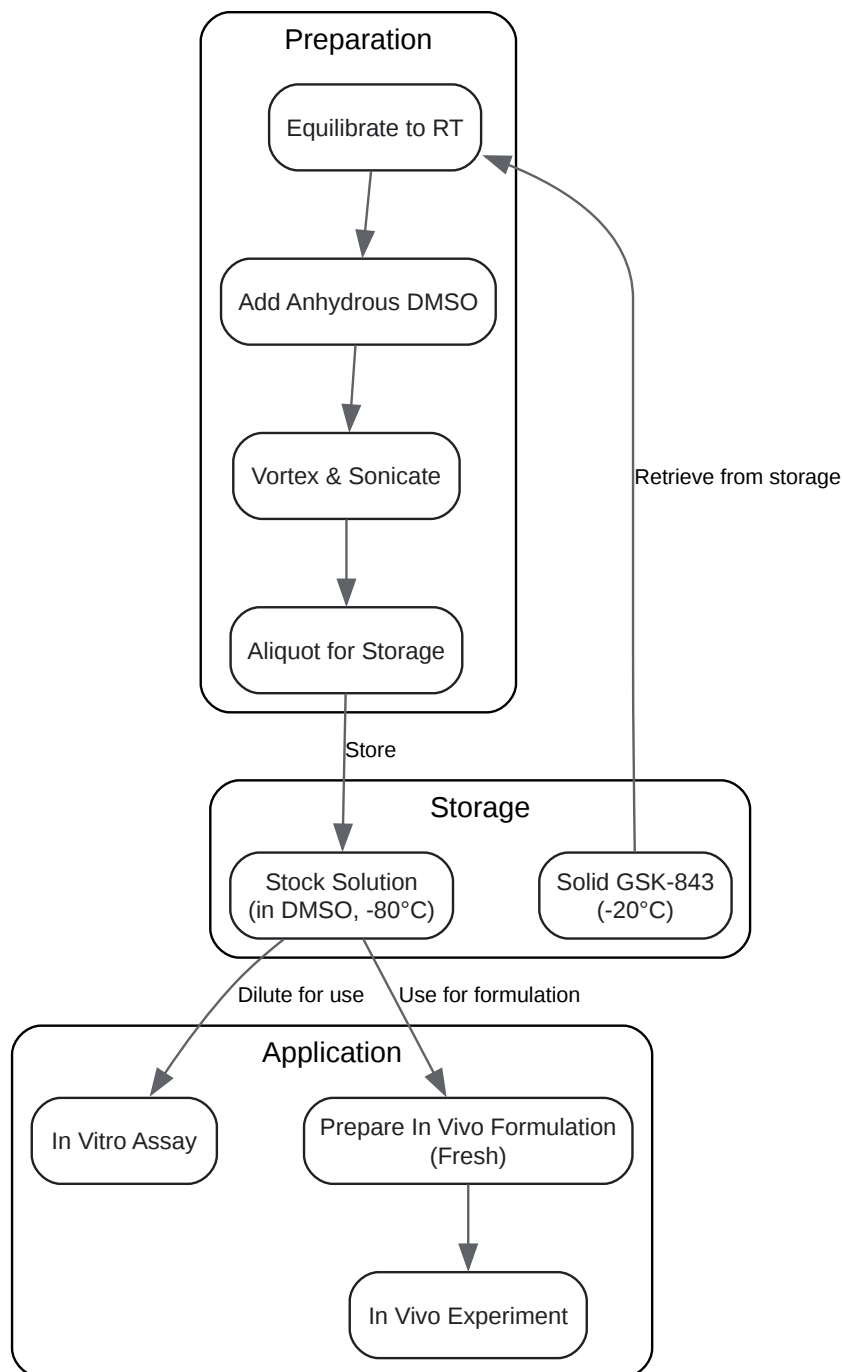 Preparation
Equilibrate to RT
Add Anhydrous DMSO
Vortex & Sonicate
Retrieve from storage
Aliquot for Storage
Store
Storage
Stock Solution
(in DMSO, -80°C)
Solid GSK-843
(-20°C)
Dilute for use
Use for formulation
Application
In Vitro Assay
Prepare In Vivo Formulation
(Fresh)
In Vivo Experiment